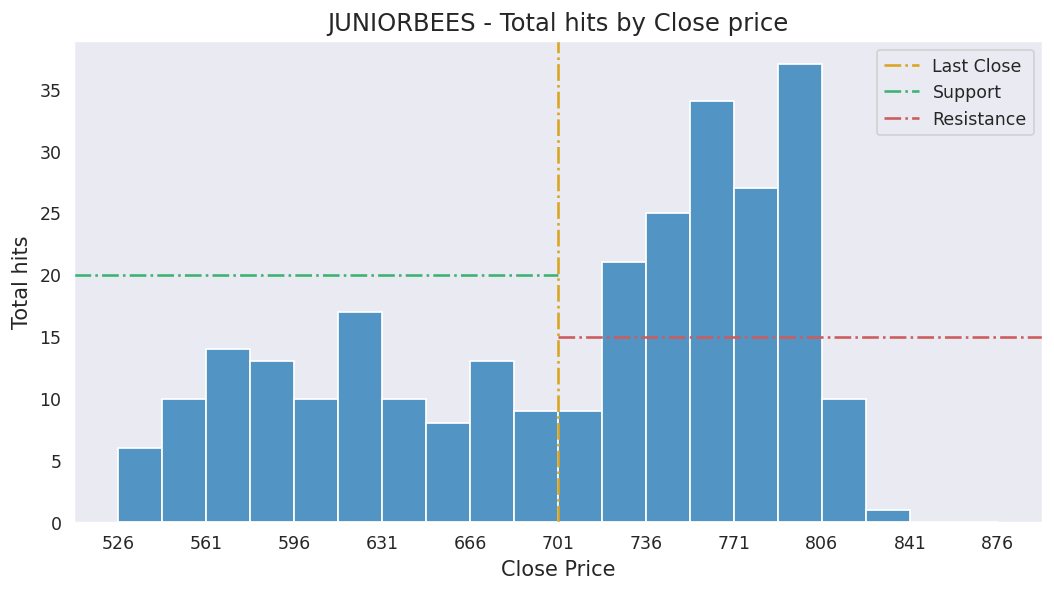 JUNIORBEES - Total hits by Close price
Last Close
Support
Resistance
Total hits
35
30
25
20
15
10
5
0
526 561 596 631 666 701 736 771 806 841 876
Close Price